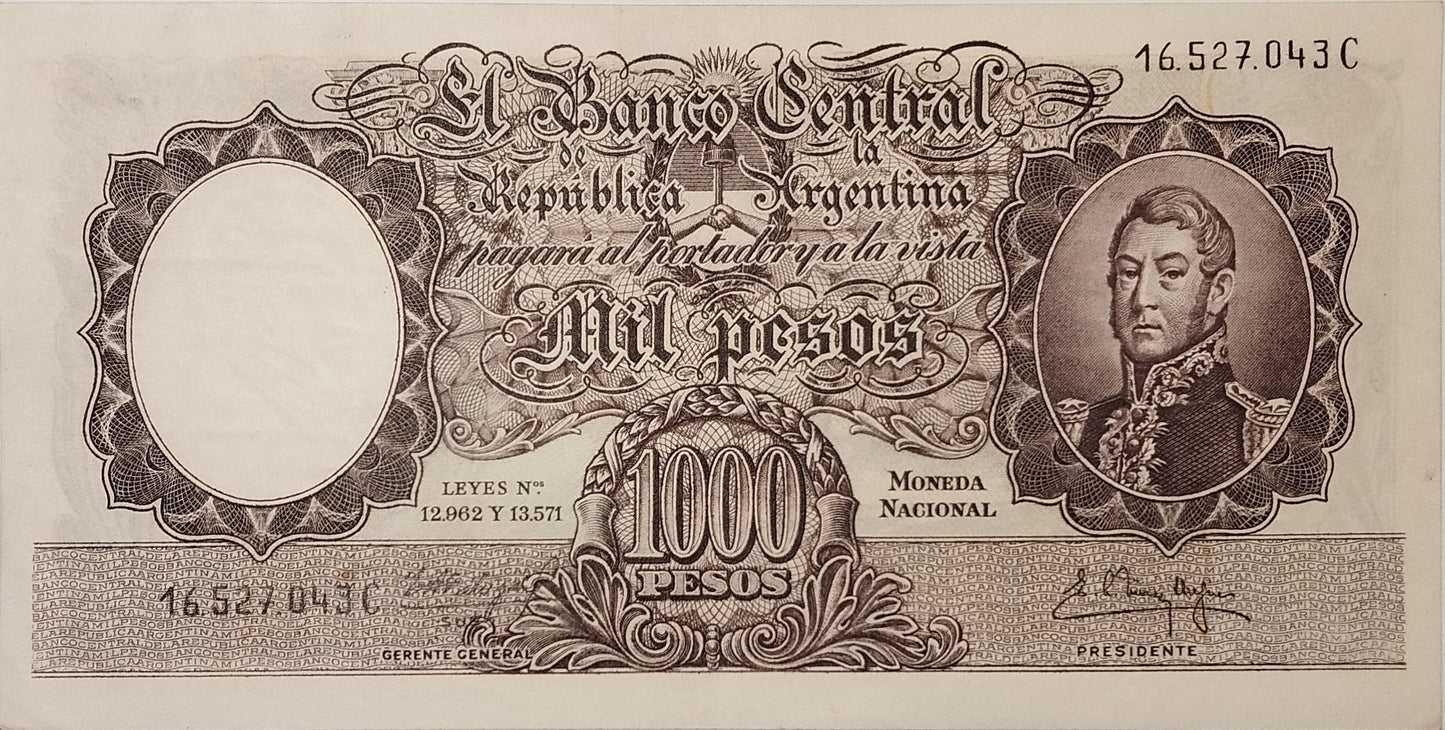 16.527.043 C
El Banco Central
de la
República Argentina
pagará al portador y a la vista
Mil pesos
1000
PESOS
LEYES Nos.
12.962 Y 13.571
MONEDA
NACIONAL
16.527.043 C
GERENTE GENERAL
PRESIDENTE